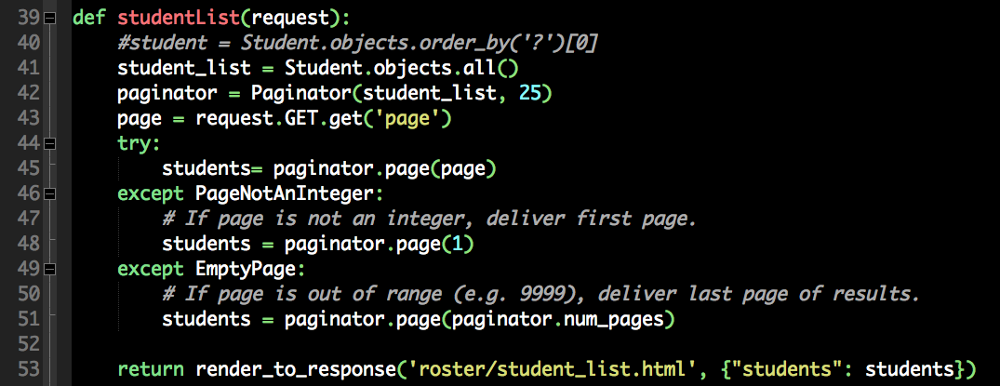 39 def studentList(request):
40     #student = Student.objects.order_by('?')[0]
41     student_list = Student.objects.all()
42     paginator = Paginator(student_list, 25)
43     page = request.GET.get('page')
44     try:
45         students= paginator.page(page)
46     except PageNotAnInteger:
47         # If page is not an integer, deliver first page.
48         students = paginator.page(1)
49     except EmptyPage:
50         # If page is out of range (e.g. 9999), deliver last page of results.
51         students = paginator.page(paginator.num_pages)
52
53     return render_to_response('roster/student_list.html', {"students": students})